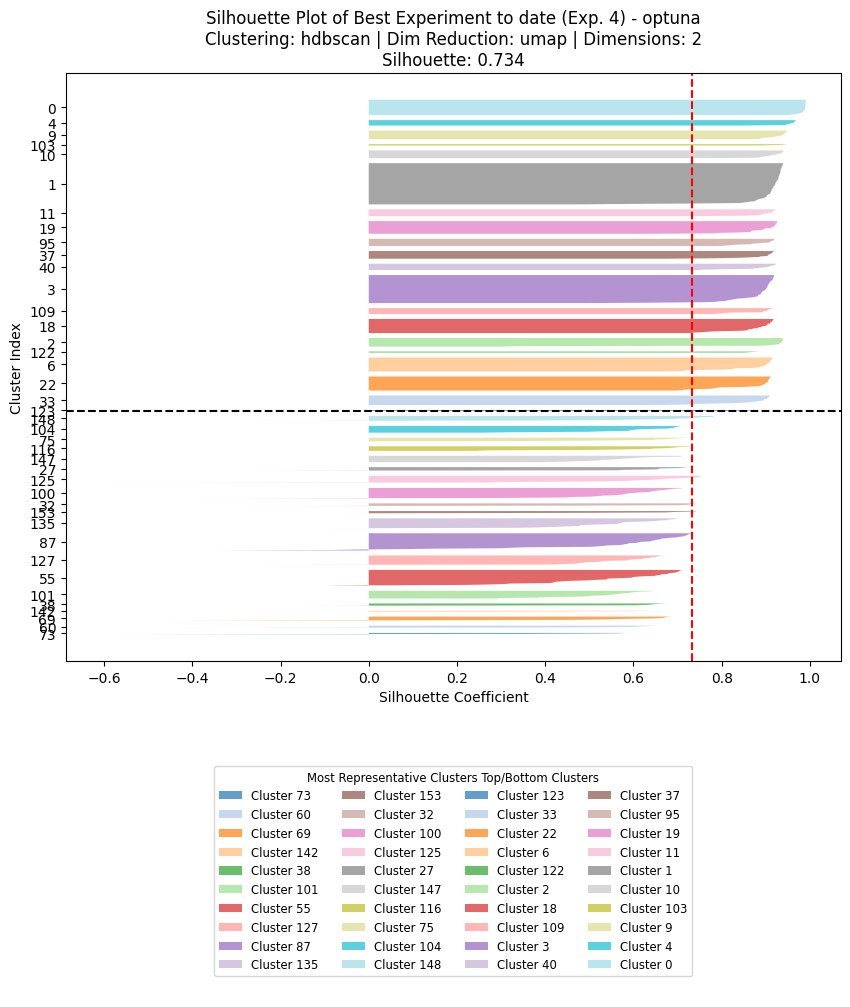 Silhouette Plot of Best Experiment to date (Exp. 4) - optuna
Clustering: hdbscan | Dim Reduction: umap | Dimensions: 2
Silhouette: 0.734
Cluster Index
0
4
9
103
10
1
11
19
95
37
40
3
109
18
2
122
6
22
33
123
148
104
75
116
147
27
125
100
32
153
135
87
127
55
101
38
142
69
60
73
−0.6 −0.4 −0.2 0.0 0.2 0.4 0.6 0.8 1.0
Silhouette Coefficient
Most Representative Clusters Top/Bottom Clusters
Cluster 73 Cluster 153 Cluster 123 Cluster 37
Cluster 60 Cluster 32 Cluster 33 Cluster 95
Cluster 69 Cluster 100 Cluster 22 Cluster 19
Cluster 142 Cluster 125 Cluster 6 Cluster 11
Cluster 38 Cluster 27 Cluster 122 Cluster 1
Cluster 101 Cluster 147 Cluster 2 Cluster 10
Cluster 55 Cluster 116 Cluster 18 Cluster 103
Cluster 127 Cluster 75 Cluster 109 Cluster 9
Cluster 87 Cluster 104 Cluster 3 Cluster 4
Cluster 135 Cluster 148 Cluster 40 Cluster 0